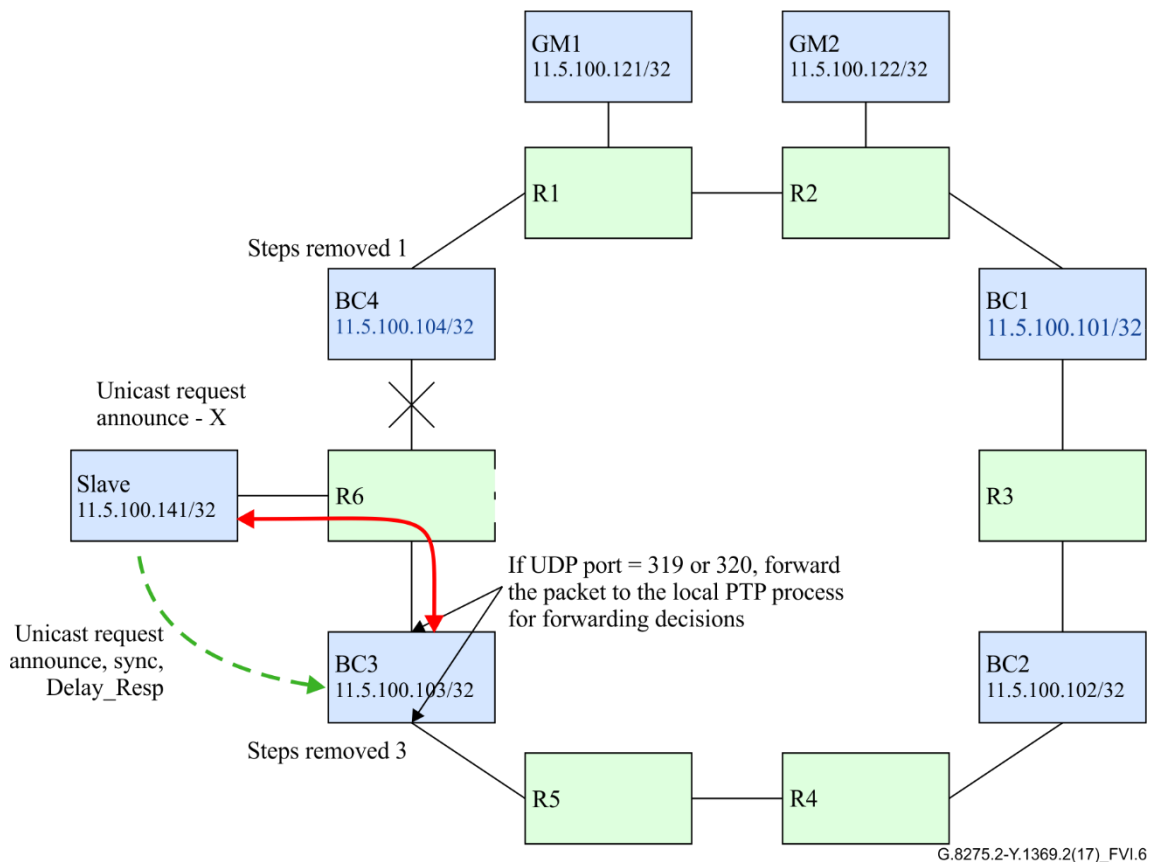 GM1
11.5.100.121/32
GM2
11.5.100.122/32
R1
R2
Steps removed 1
BC4
11.5.100.104/32
BC1
11.5.100.101/32
Unicast request
announce - X
Slave
11.5.100.141/32
R6
R3
If UDP port = 319 or 320, forward
the packet to the local PTP process
for forwarding decisions
Unicast request
announce, sync,
Delay_Resp
BC3
11.5.100.103/32
BC2
11.5.100.102/32
Steps removed 3
R5
R4
G.8275.2-Y.1369.2(17)_FVI.6